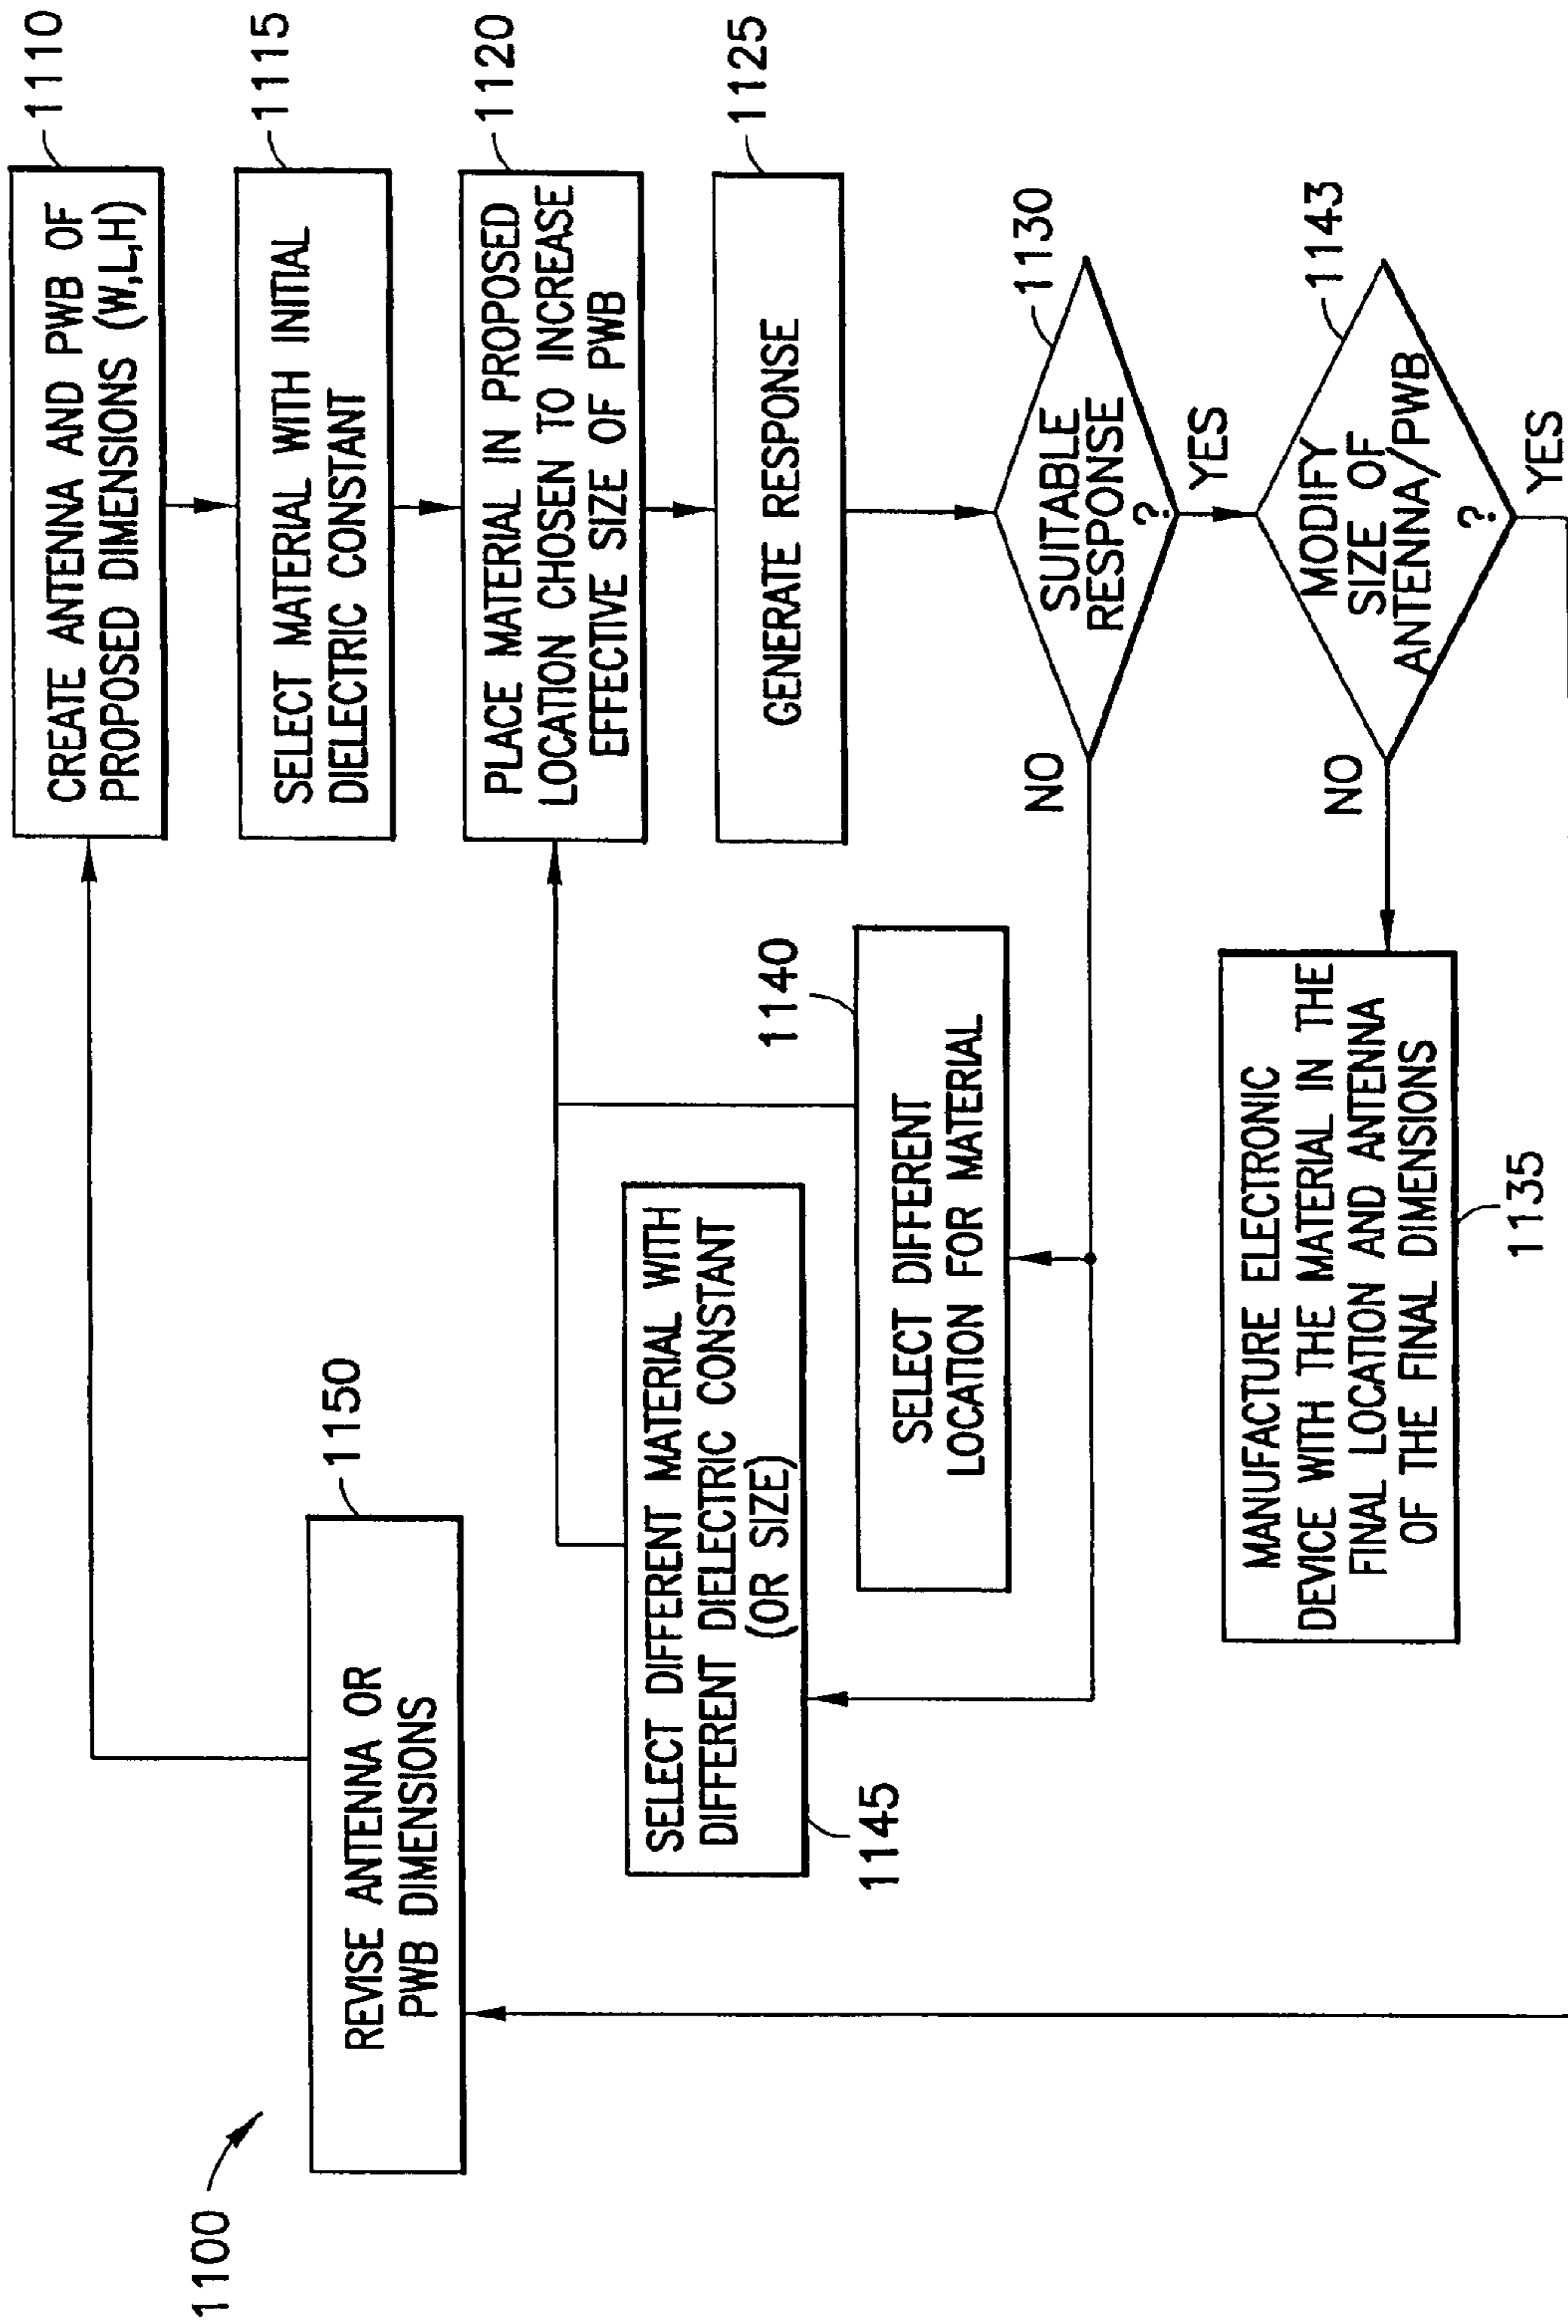 1100
1110
CREATE ANTENNA AND PWB OF
PROPOSED DIMENSIONS (W,L,H)
1115
SELECT MATERIAL WITH INITIAL
DIELECTRIC CONSTANT
1120
PLACE MATERIAL IN PROPOSED
LOCATION CHOSEN TO INCREASE
EFFECTIVE SIZE OF PWB
1125
GENERATE RESPONSE
1130
SUITABLE
RESPONSE
?
NO
YES
1143
MODIFY
SIZE OF
ANTENNA/PWB
?
NO
YES
1150
REVISE ANTENNA OR
PWB DIMENSIONS
SELECT DIFFERENT MATERIAL WITH
DIFFERENT DIELECTRIC CONSTANT
(OR SIZE)
1145
1140
SELECT DIFFERENT
LOCATION FOR MATERIAL
MANUFACTURE ELECTRONIC
DEVICE WITH THE MATERIAL IN THE
FINAL LOCATION AND ANTENNA
OF THE FINAL DIMENSIONS
1135